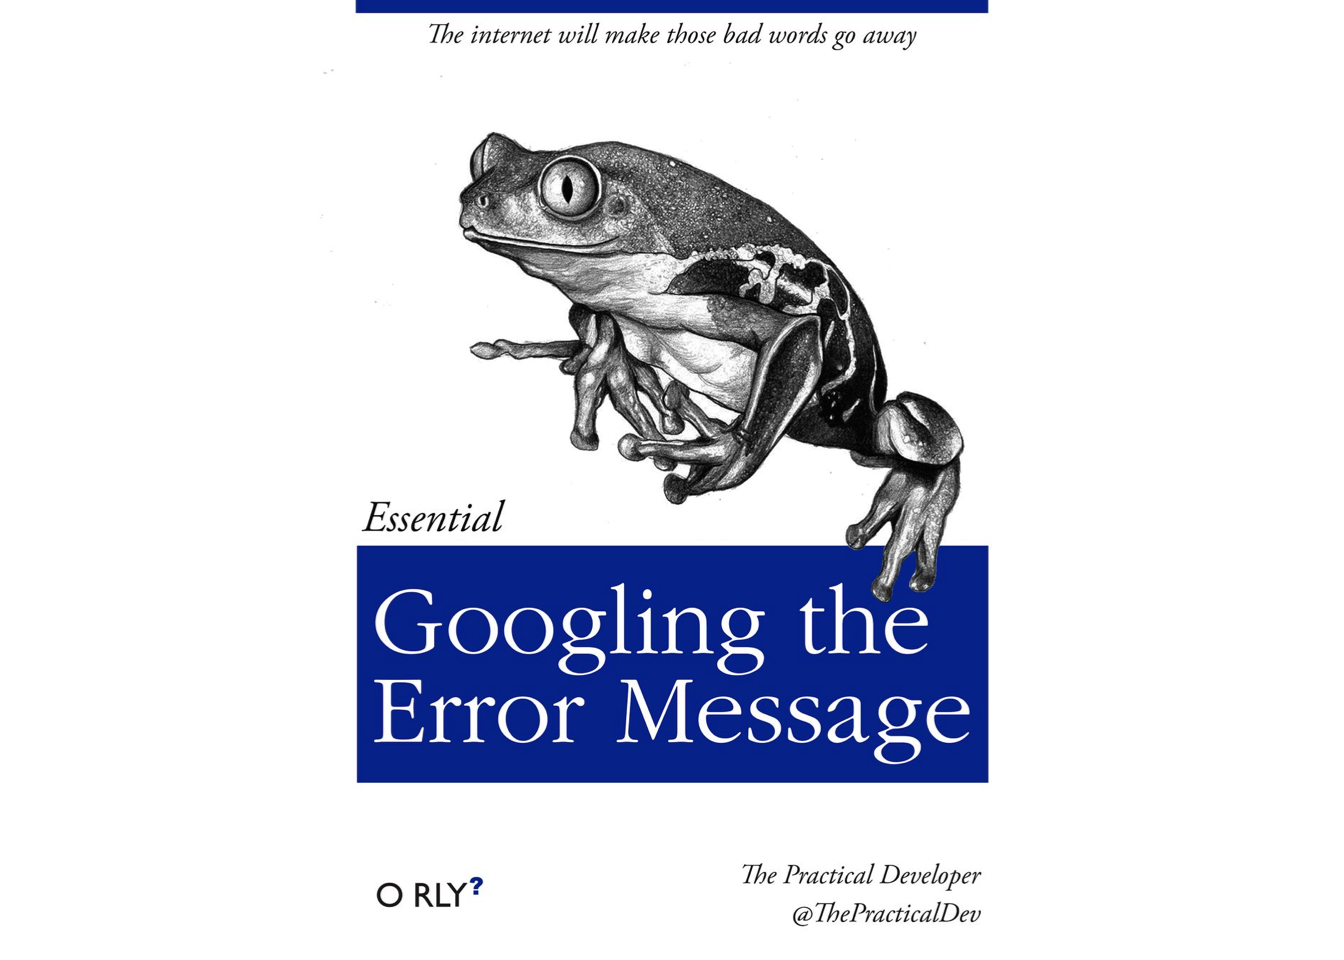 The internet will make those bad words go away
Essential
Googling the
Error Message
O RLY?
The Practical Developer
@ThePracticalDev